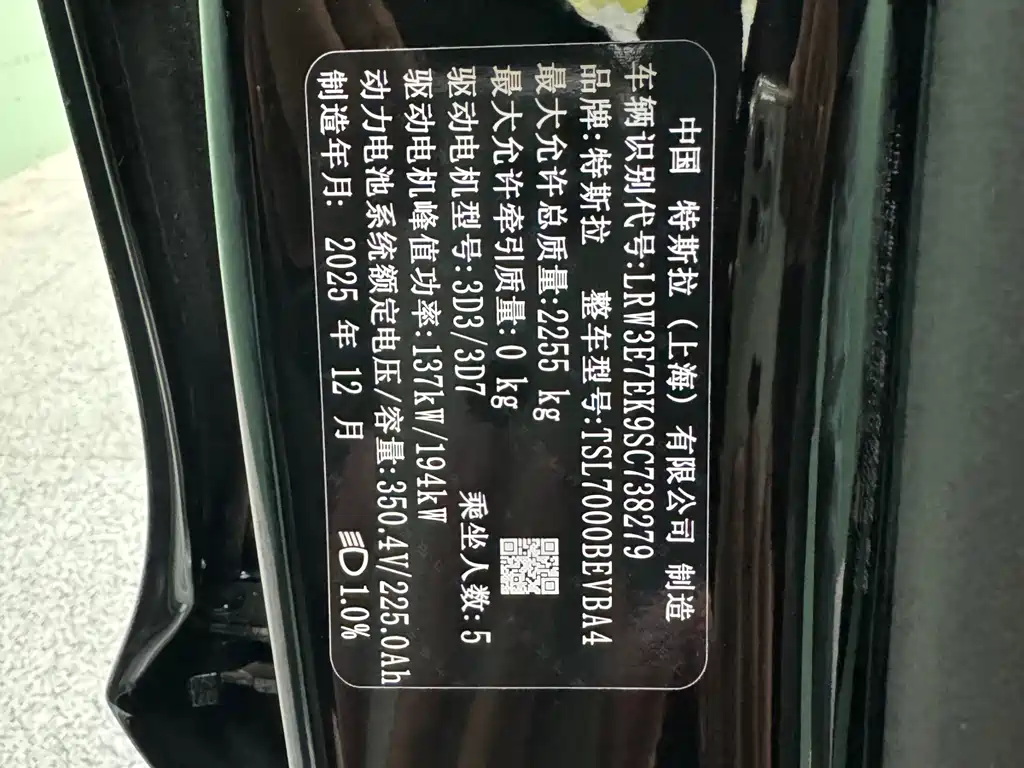 中国 特斯拉（上海）有限公司 制造
车辆识别代号:LRW3E7EK9SC738279
品牌:特斯拉 整车型号:TSL7000BEVBA4
最大允许总质量:2255 kg
最大允许牵引质量:0 kg
驱动电机型号:3D3/3D7 乘坐人数:5
驱动电机峰值功率:137kW/194kW
动力电池系统额定电压/容量:350.4V/225.0Ah
制造年月: 2025 年 12 月 1.0%